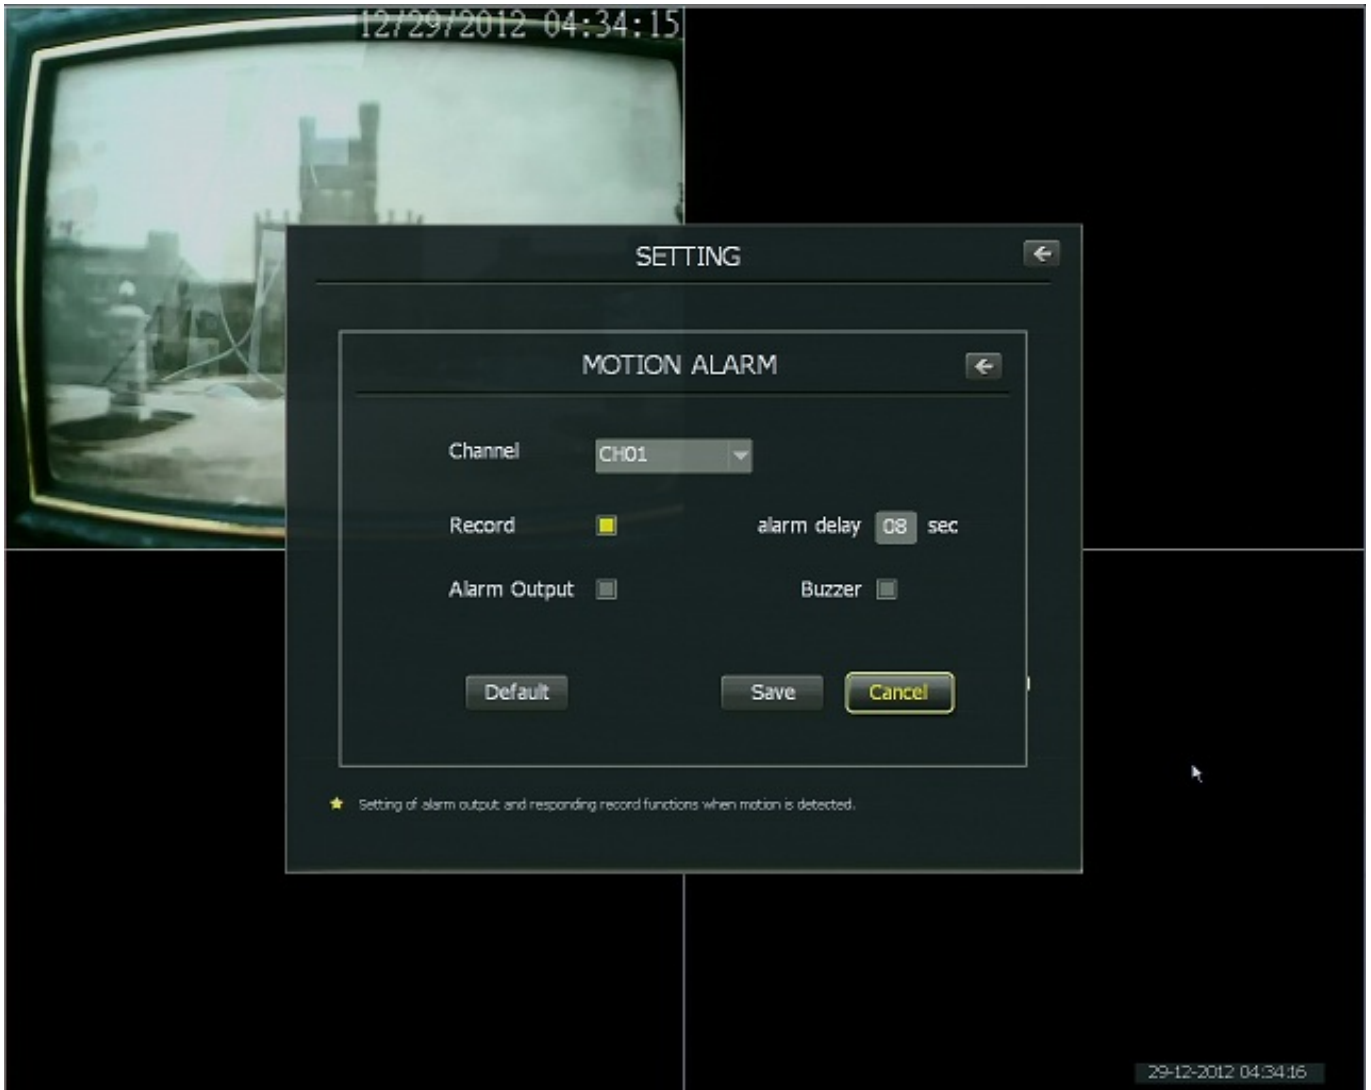 12/29/2012 04:34:15
SETTING
MOTION ALARM
Channel CH01
Record alarm delay 08 sec
Alarm Output Buzzer
Default Save Cancel
Setting of alarm output and responding record functions when motion is detected.
29-12-2012 04:34:16